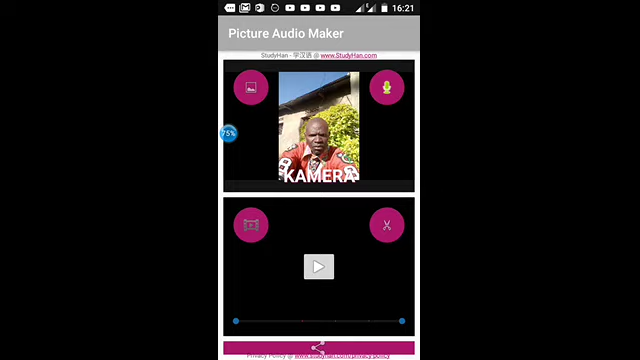 16:21
Picture Audio Maker
StudyHan - 学汉语 @ www.StudyHan.com
75%
KAMERA
Privacy Policy @ www.studyhan.com/privacy policy